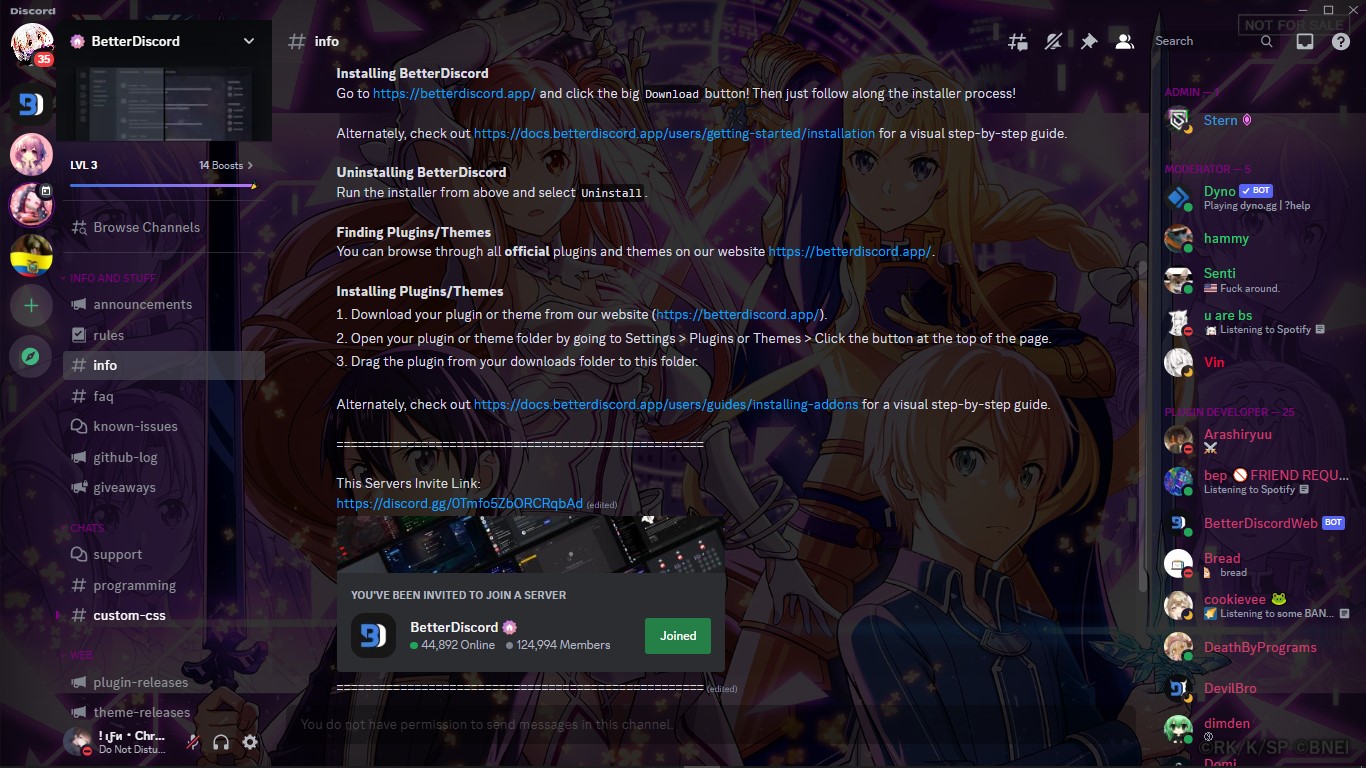 Discord
NOT FOR SALE
35
BetterDiscord
info
Search
LVL 3
14 Boosts
Browse Channels
INFO AND STUFF
announcements
rules
info
faq
known-issues
github-log
giveaways
CHATS
support
programming
custom-css
WEB
plugin-releases
theme-releases
Chr...
Do Not Distu...
Installing BetterDiscord
Go to https://betterdiscord.app/ and click the big Download button! Then just follow along the installer process!
Alternately, check out https://docs.betterdiscord.app/users/getting-started/installation for a visual step-by-step guide.
Uninstalling BetterDiscord
Run the installer from above and select Uninstall.
Finding Plugins/Themes
You can browse through all official plugins and themes on our website https://betterdiscord.app/.
Installing Plugins/Themes
1. Download your plugin or theme from our website (https://betterdiscord.app/).
2. Open your plugin or theme folder by going to Settings > Plugins or Themes > Click the button at the top of the page.
3. Drag the plugin from your downloads folder to this folder.
Alternately, check out https://docs.betterdiscord.app/users/guides/installing-addons for a visual step-by-step guide.
====================================================
This Servers Invite Link:
https://discord.gg/0Tmfo5ZbORCRqbAd (edited)
YOU'VE BEEN INVITED TO JOIN A SERVER
BetterDiscord
44,892 Online 124,994 Members
Joined
==================================================== (edited)
You do not have permission to send messages in this channel.
ADMIN — 1
Stern
MODERATOR — 5
Dyno BOT
Playing dyno.gg | ?help
hammy
Senti
Fuck around.
u are bs
Listening to Spotify
Vin
PLUGIN DEVELOPER — 25
Arashiryuu
bep FRIEND REQU...
Listening to Spotify
BetterDiscordWeb BOT
Bread
bread
cookievee
Listening to some BAN...
DeathByPrograms
DevilBro
dimden
Domi
©RK/K/SP ©BNEI